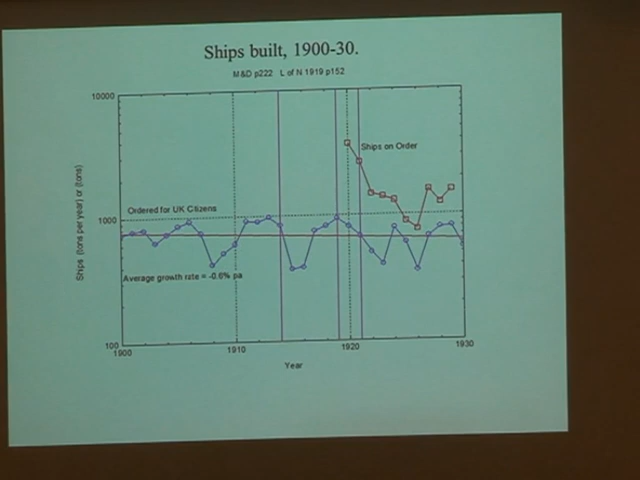 Ships built, 1900-30.
M&D p222 L of N 1919 p152
10000
Ships on Order
Ordered for UK Citizens
1000
Ships (tons per year) or (tons)
Average growth rate = -0.6% pa
100
1900
1910
1920
1930
Year